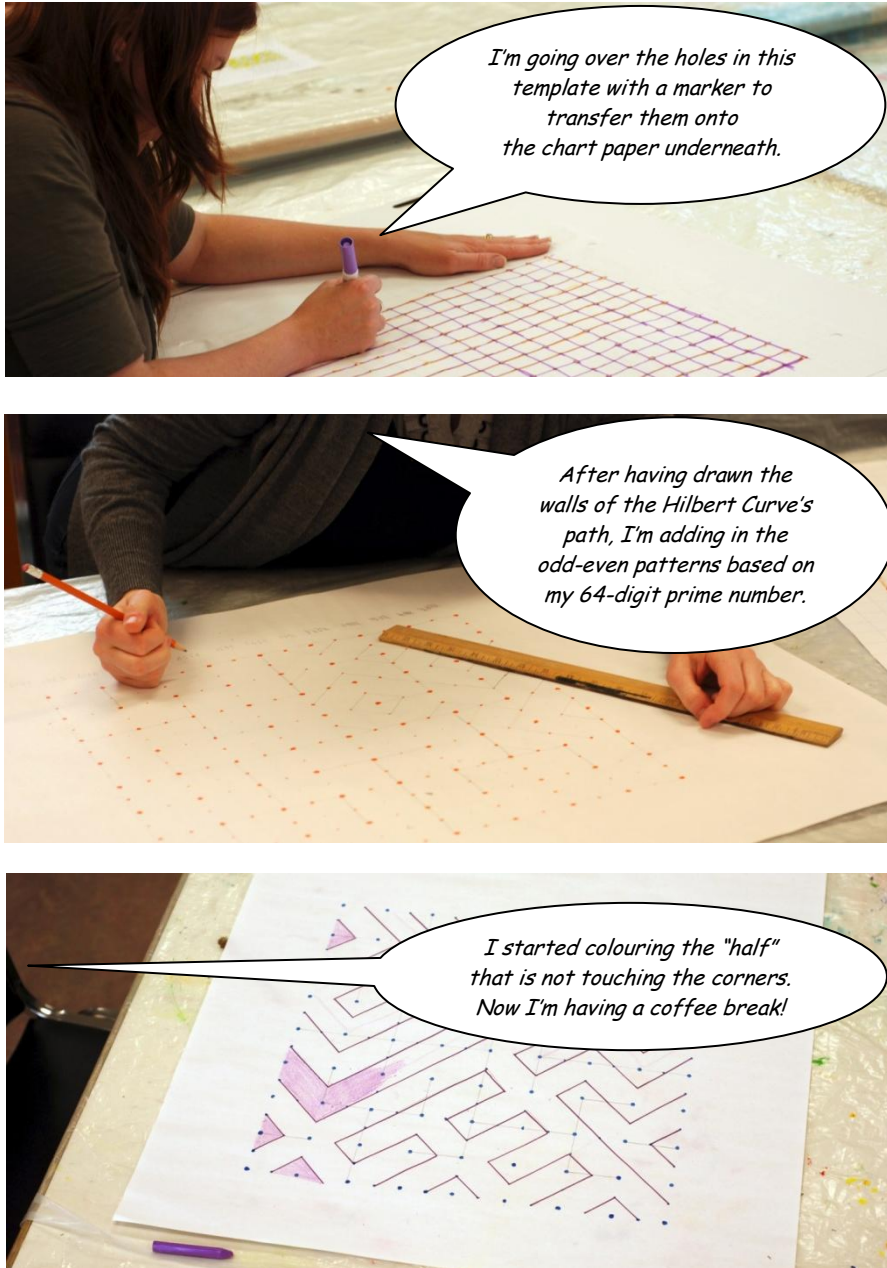 I'm going over the holes in this
template with a marker to
transfer them onto
the chart paper underneath.
After having drawn the
walls of the Hilbert Curve's
path, I'm adding in the
odd-even patterns based on
my 64-digit prime number.
I started colouring the "half"
that is not touching the corners.
Now I'm having a coffee break!